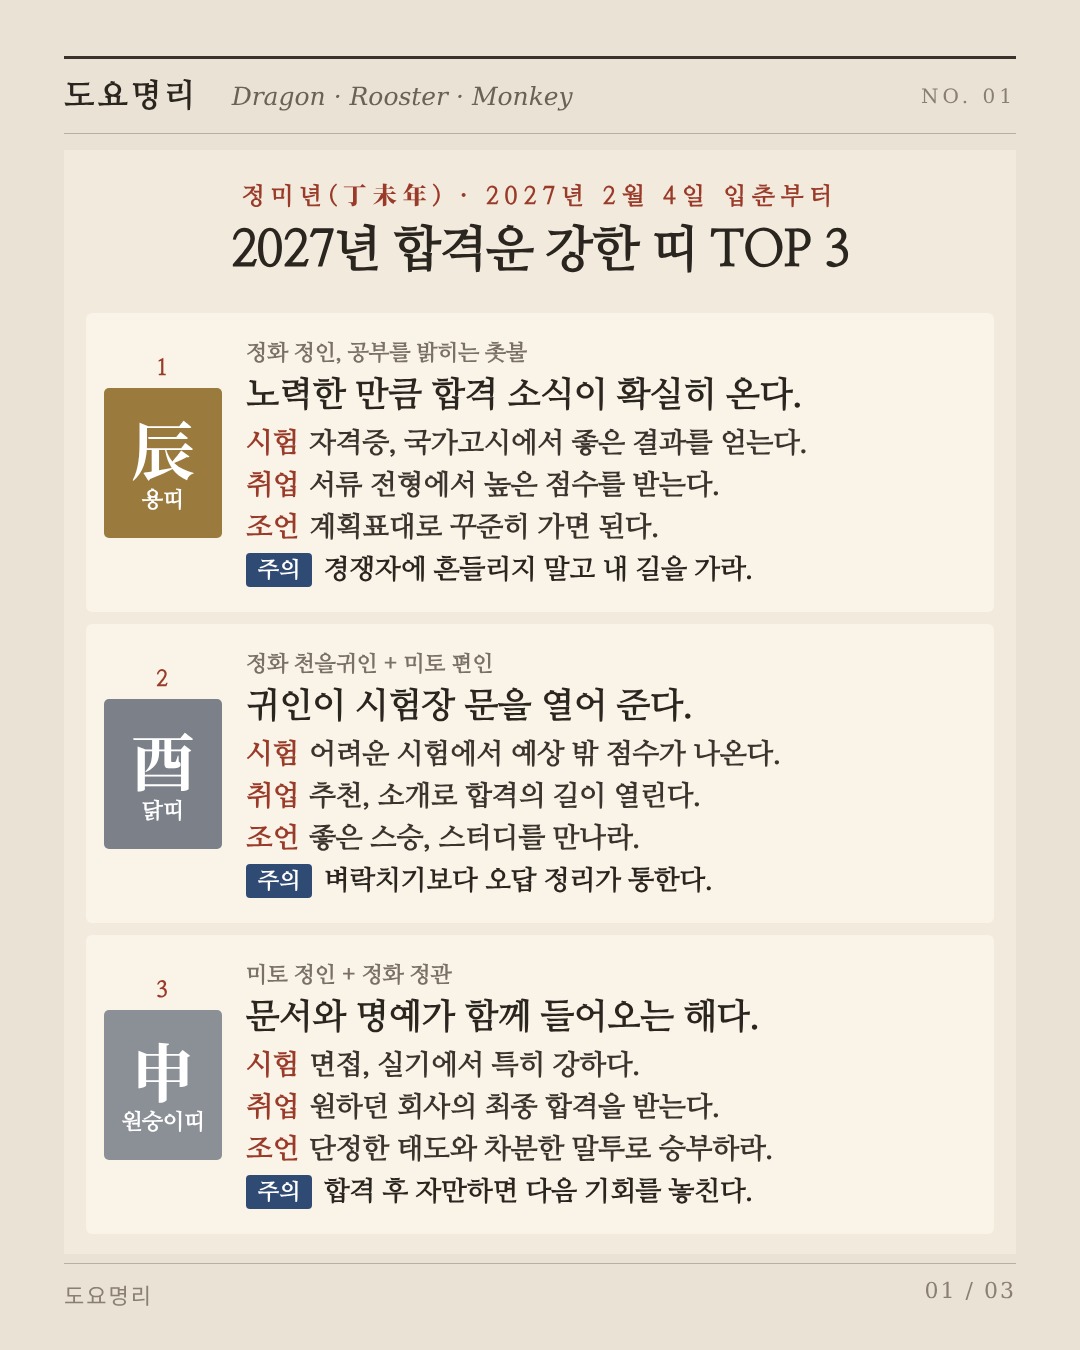 도요명리 Dragon · Rooster · Monkey NO. 01
정미년(丁未年) · 2027년 2월 4일 입춘부터
2027년 합격운 강한 띠 TOP 3
1
辰
용띠
정화 정인, 공부를 밝히는 촛불
노력한 만큼 합격 소식이 확실히 온다.
시험 자격증, 국가고시에서 좋은 결과를 얻는다.
취업 서류 전형에서 높은 점수를 받는다.
조언 계획표대로 꾸준히 가면 된다.
주의 경쟁자에 흔들리지 말고 내 길을 가라.
2
酉
닭띠
정화 천을귀인 + 미토 편인
귀인이 시험장 문을 열어 준다.
시험 어려운 시험에서 예상 밖 점수가 나온다.
취업 추천, 소개로 합격의 길이 열린다.
조언 좋은 스승, 스터디를 만나라.
주의 벼락치기보다 오답 정리가 통한다.
3
申
원숭이띠
미토 정인 + 정화 정관
문서와 명예가 함께 들어오는 해다.
시험 면접, 실기에서 특히 강하다.
취업 원하던 회사의 최종 합격을 받는다.
조언 단정한 태도와 차분한 말투로 승부하라.
주의 합격 후 자만하면 다음 기회를 놓친다.
도요명리 01 / 03